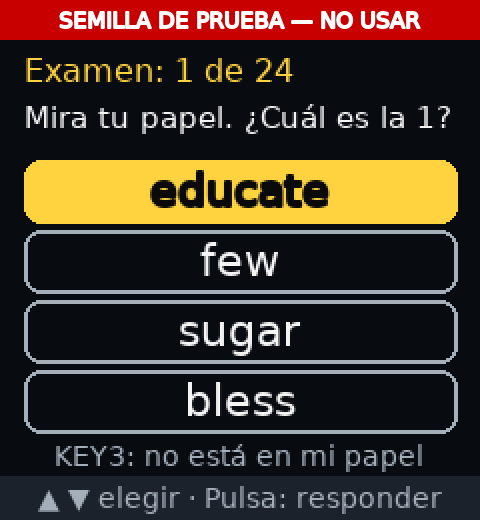 SEMILLA DE PRUEBA — NO USAR
Examen: 1 de 24
Mira tu papel. ¿Cuál es la 1?
educate
few
sugar
bless
KEY3: no está en mi papel
▲ ▼ elegir · Pulsa: responder